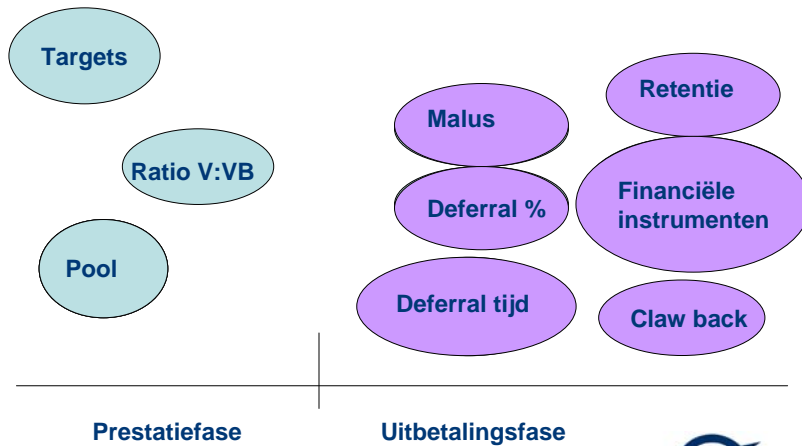 Targets
Ratio V:VB
Pool
Malus
Deferral %
Deferral tijd
Retentie
Financiële
instrumenten
Claw back
Prestatiefase
Uitbetalingsfase